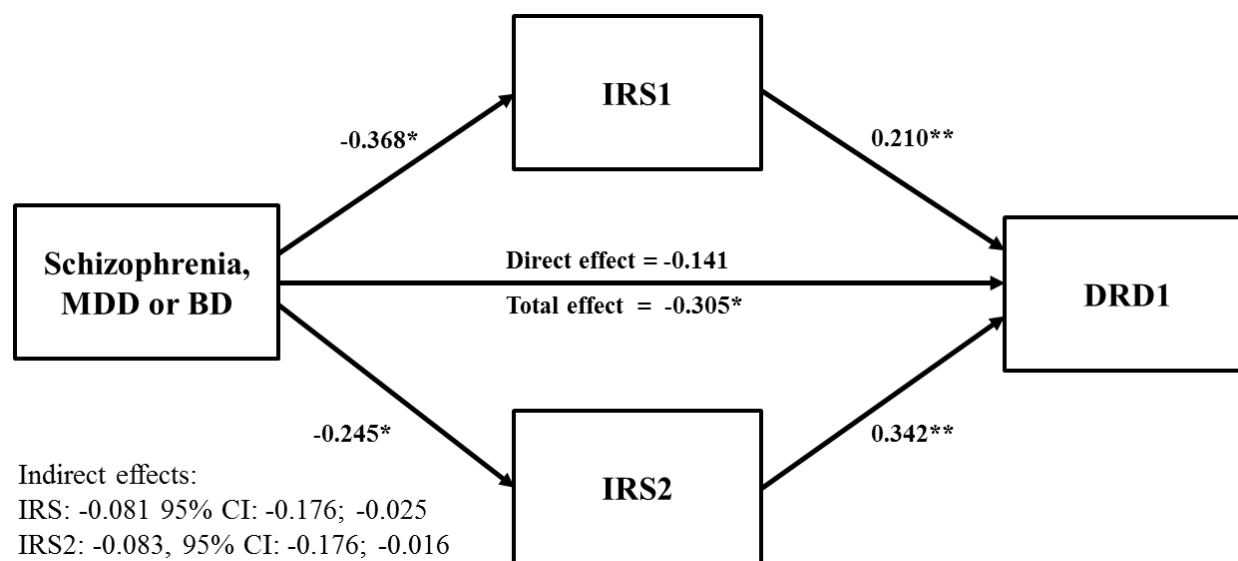 IRS1
-0.368*
0.210**
Schizophrenia,
MDD or BD
Direct effect = -0.141
Total effect = -0.305*
DRD1
-0.245*
0.342**
IRS2
Indirect effects:
IRS: -0.081 95% CI: -0.176; -0.025
IRS2: -0.083, 95% CI: -0.176; -0.016